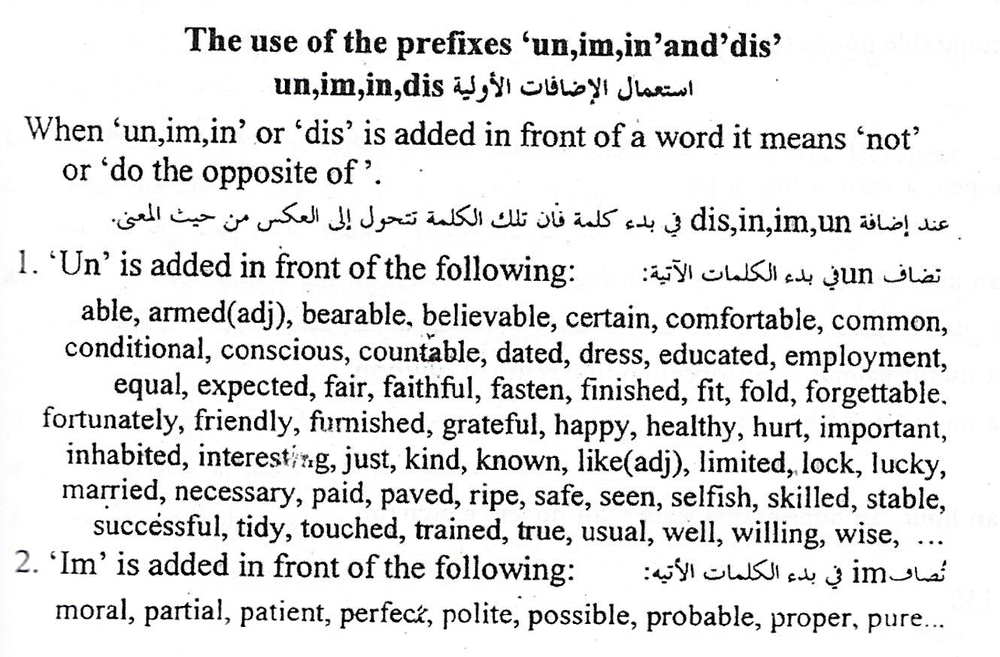 The use of the prefixes ‘un,im,in’and’dis’
استعمال الإضافات الأولية un,im,in,dis
When ‘un,im,in’ or ‘dis’ is added in front of a word it means ‘not’
or ‘do the opposite of ’.
عند إضافة dis,in,im,un في بدء كلمة فان تلك الكلمة تتحول إلى العكس من حيث المعنى.
1. ‘Un’ is added in front of the following: تضاف unفي بدء الكلمات الآتية:
able, armed(adj), bearable, believable, certain, comfortable, common,
conditional, conscious, countable, dated, dress, educated, employment,
equal, expected, fair, faithful, fasten, finished, fit, fold, forgettable.
fortunately, friendly, furnished, grateful, happy, healthy, hurt, important,
inhabited, interesting, just, kind, known, like(adj), limited, lock, lucky,
married, necessary, paid, paved, ripe, safe, seen, selfish, skilled, stable,
successful, tidy, touched, trained, true, usual, well, willing, wise, ...
2. ‘Im’ is added in front of the following: تُضاف im في بدء الكلمات الأتيه:
moral, partial, patient, perfect, polite, possible, probable, proper, pure...